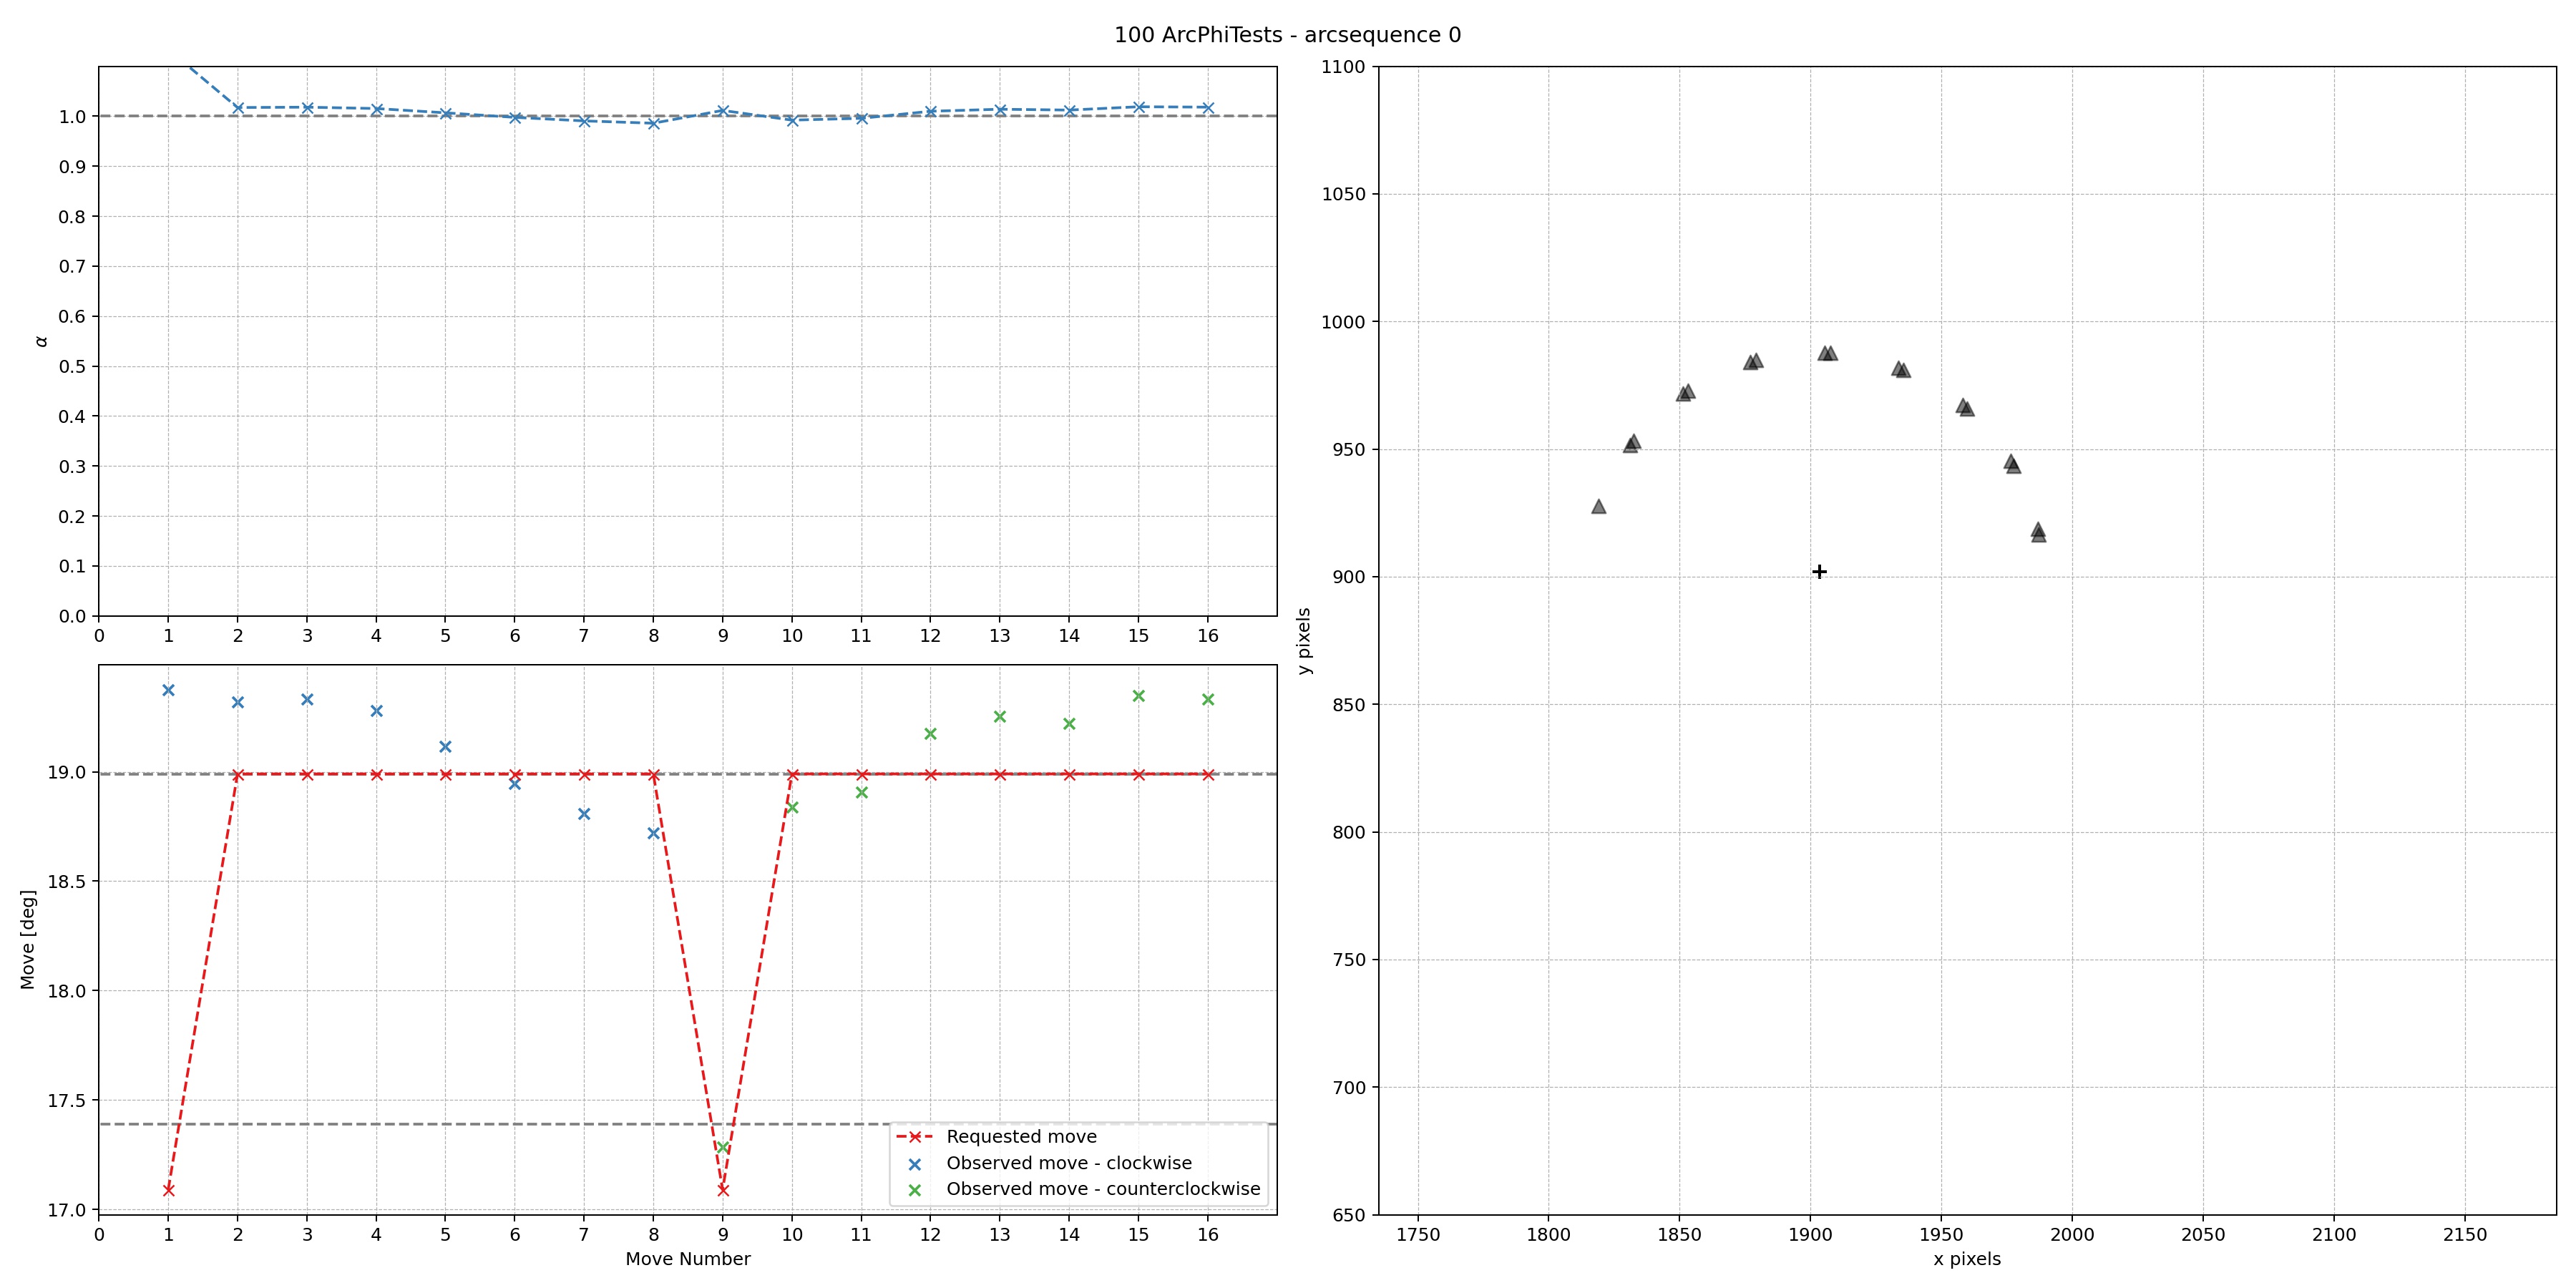 100 ArcPhiTests - arcsequence 0
1.0
0.9
0.8
0.7
0.6
0.5
0.4
0.3
0.2
0.1
0.0
α
0 1 2 3 4 5 6 7 8 9 10 11 12 13 14 15 16
19.0
18.5
18.0
17.5
17.0
Move [deg]
Requested move
Observed move - clockwise
Observed move - counterclockwise
0 1 2 3 4 5 6 7 8 9 10 11 12 13 14 15 16
Move Number
1100
1050
1000
950
900
850
800
750
700
650
y pixels
1750 1800 1850 1900 1950 2000 2050 2100 2150
x pixels